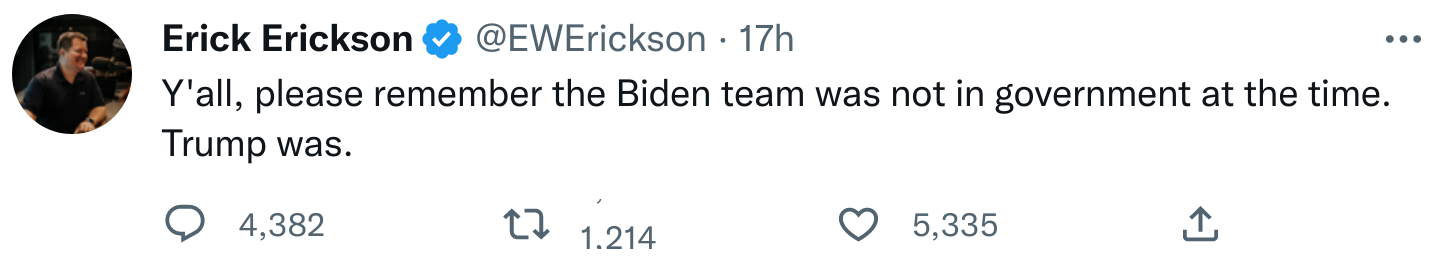 Erick Erickson @EWErickson · 17h
Y'all, please remember the Biden team was not in government at the time.
Trump was.
4,382 1,214 5,335